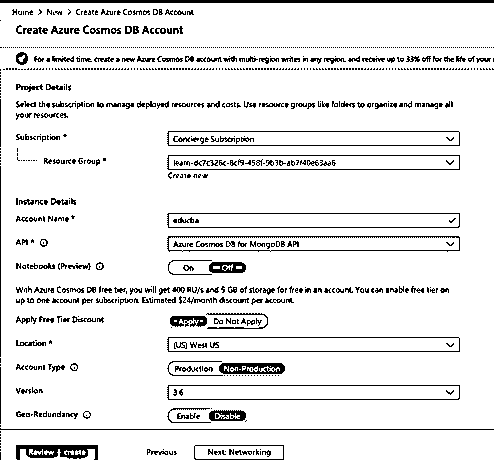 Home > New > Create Azure Cosmos DB Account
Create Azure Cosmos DB Account
For a limited time, create a new Azure Cosmos DB account with multi-region writes in any region, and receive up to 33% off for the life of your
Project Details
Select the subscription to manage deployed resources and costs. Use resource groups like folders to organize and manage all
your resources.
Subscription *
Concierge Subscription
Resource Group *
Create new
Instance Details
Account Name *
educba
API *
Azure Cosmos DB for MongoDB API
Notebooks (Preview)
On Off
With Azure Cosmos DB free tier, you will get 400 RU/s and 5 GB of storage for free in an account. You can enable free tier on
up to one account per subscription. Estimated $24/month discount per account.
Apply Free Tier Discount
Apply Do Not Apply
Location *
(US) West US
Account Type
Production Non-Production
Version
3.6
Geo-Redundancy
Enable Disable
Review + create
Previous
Next: Networking